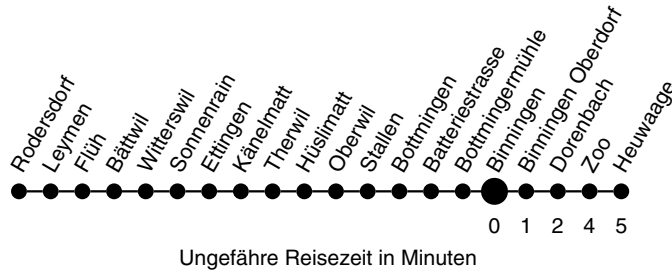 Rodersdorf
Leymen
Flüh
Bättwil
Witterswil
Sonnenrain
Ettingen
Känelmatt
Therwil
Hüslimatt
Oberwil
Stallen
Bottmingen
Batteriestrasse
Bottmingermühle
Binningen
Binningen Oberdorf
Dorenbach
Zoo
Heuwaage
0 1 2 4 5
Ungefähre Reisezeit in Minuten